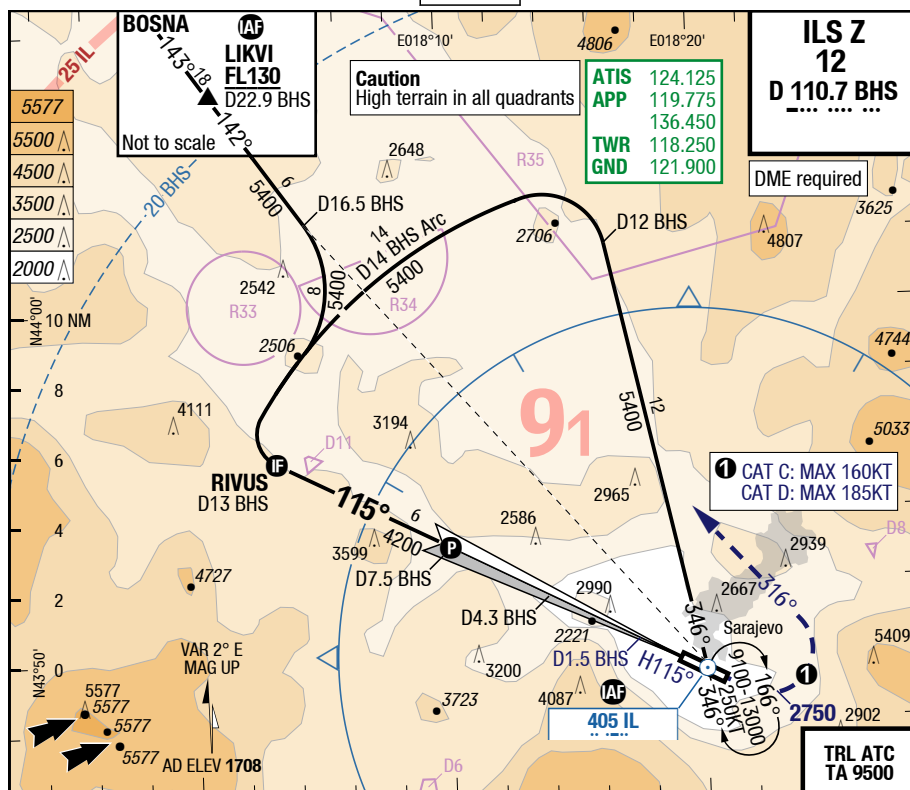 BOSNA
IAF
LIKVI
FL130
D22.9 BHS
143°
18
142°
Not to scale
25 IL
20 BHS
E018°10'
E018°20'
4806
Caution
High terrain in all quadrants
ATIS 124.125
APP 119.775
136.450
TWR 118.250
GND 121.900
ILS Z
12
D 110.7 BHS
DME required
5577
5500
4500
3500
2500
2000
2648
R35
3625
4807
6
5400
D16.5 BHS
14
D14 BHS Arc
5400
2706
D12 BHS
2542
R33
8
5400
R34
N44°00'
10 NM
2506
4744
8
4111
3194
91
12
5400
5033
6
IF
RIVUS
D13 BHS
D11
115°
6
4200
2965
1 CAT C: MAX 160KT
CAT D: MAX 185KT
4
3599
P
D7.5 BHS
2586
2939
D8
4727
316°
2
2990
D4.3 BHS
2667
346°
Sarajevo
2221
VAR 2° E
MAG UP
N43°50'
0
3200
D1.5 BHS
H115°
5409
9100-13000
166°
250KT
346°
1
5577
5577
5577
5577
3723
4087
IAF
405 IL
2750
2902
AD ELEV 1708
D6
TRL ATC
TA 9500